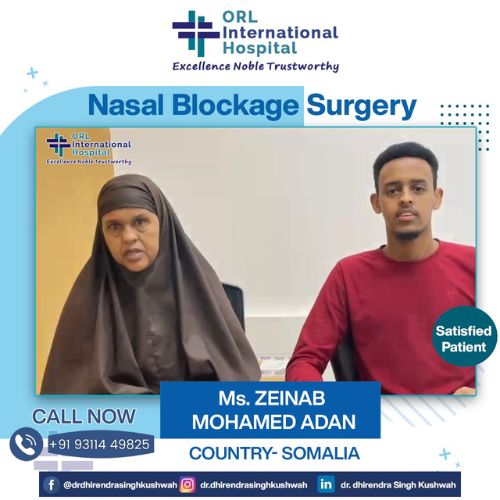 ORL
International
Hospital
Excellence Noble Trustworthy
Nasal Blockage Surgery
ORL
International
Hospital
Excellence Noble Trustworthy
Satisfied
Patient
Ms. ZEINAB
MOHAMED ADAN
CALL NOW
+91 93114 49825
COUNTRY- SOMALIA
@drdhirendrasinghkushwah
dr.dhirendrasinghkushwah
dr. dhirendra Singh Kushwah